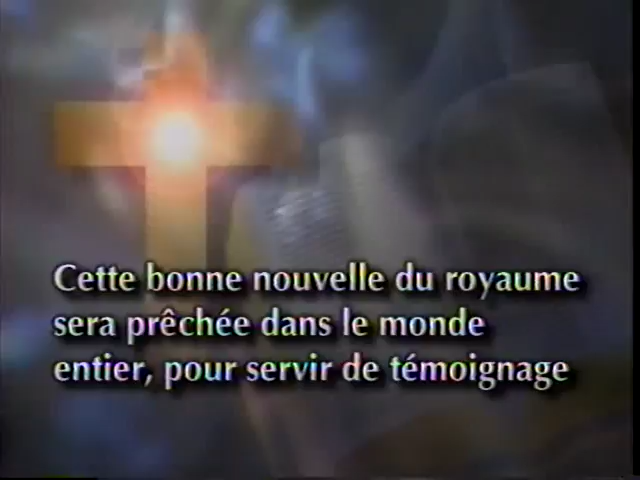 Cette bonne nouvelle du royaume
sera prêchée dans le monde
entier, pour servir de témoignage